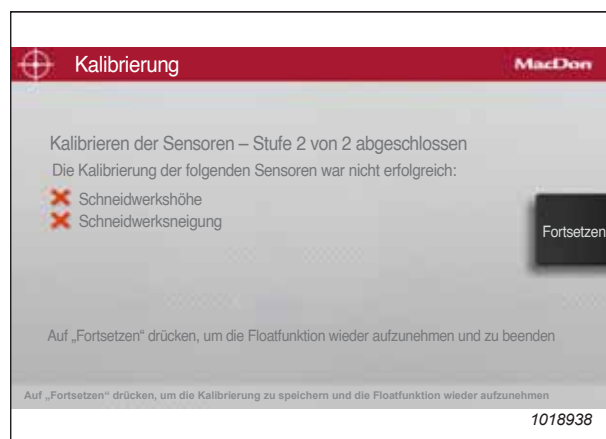 Kalibrierung
MacDon
Kalibrieren der Sensoren – Stufe 2 von 2 abgeschlossen
Die Kalibrierung der folgenden Sensoren war nicht erfolgreich:
Schneidwerkshöhe
Schneidwerksneigung
Fortsetzen
Auf „Fortsetzen“ drücken, um die Floatfunktion wieder aufzunehmen und zu beenden
Auf „Fortsetzen“ drücken, um die Kalibrierung zu speichern und die Floatfunktion wieder aufzunehmen
1018938